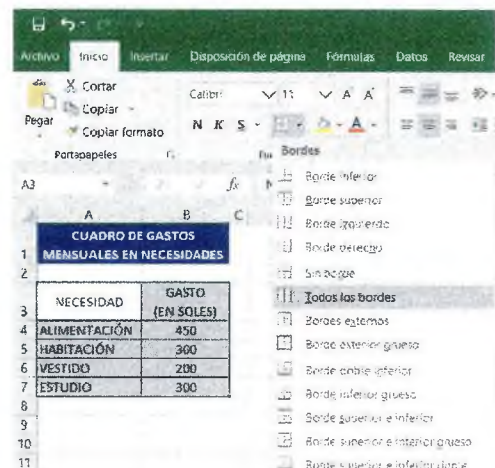 Archivo Inicio Insertar Disposición de página Fórmulas Datos Revisar
Cortar
Copiar
Copiar formato
Pegar
Portapapeles
Calibri 11 A A
N K S A
Bordes
A3 fx
A B C
1 CUADRO DE GASTOS
MENSUALES EN NECESIDADES
2
3 NECESIDAD GASTO
(EN SOLES)
4 ALIMENTACIÓN 450
5 HABITACIÓN 300
6 VESTIDO 200
7 ESTUDIO 300
8
9
10
11
Borde inferior
Borde superior
Borde izquierdo
Borde derecho
Sin borde
Todos los bordes
Bordes externos
Borde exterior grueso
Borde doble inferior
Borde inferior grueso
Borde superior e inferior
Borde superior e inferior grueso
Borde superior e inferior doble